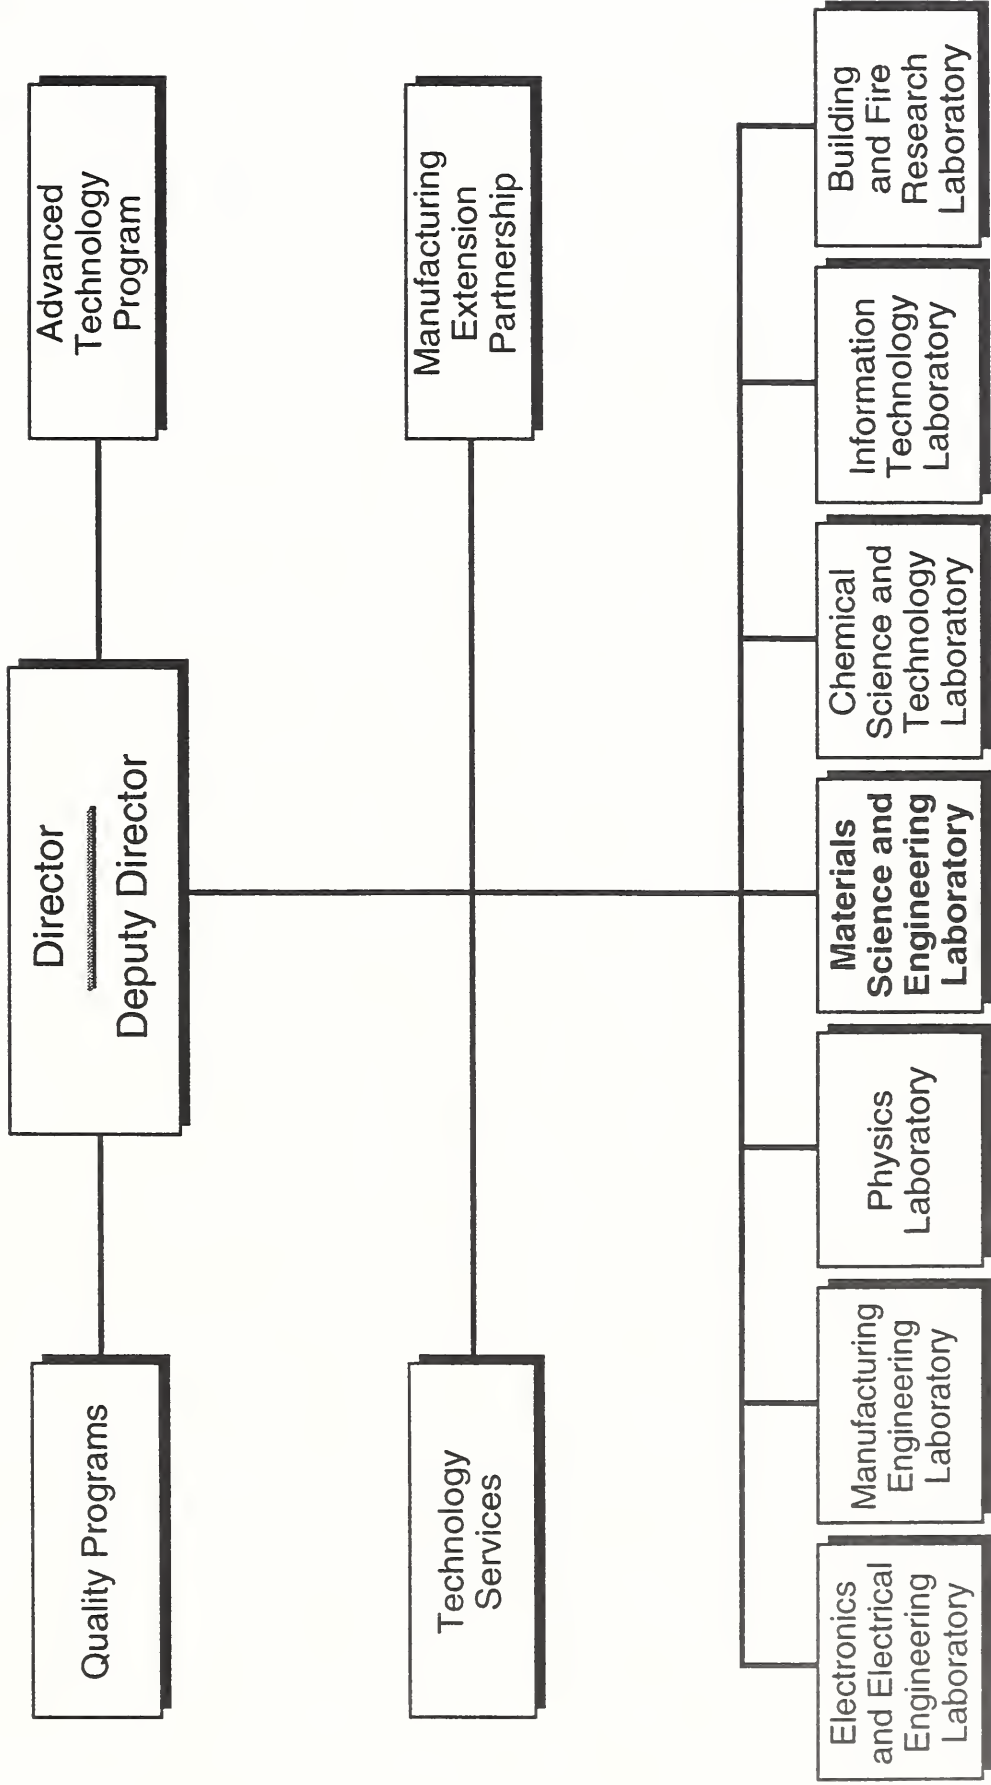 Director
Deputy Director
Quality Programs
Advanced
Technology
Program
Technology
Services
Manufacturing
Extension
Partnership
Electronics
and Electrical
Engineering
Laboratory
Manufacturing
Engineering
Laboratory
Physics
Laboratory
Materials
Science and
Engineering
Laboratory
Chemical
Science and
Technology
Laboratory
Information
Technology
Laboratory
Building
and Fire
Research
Laboratory